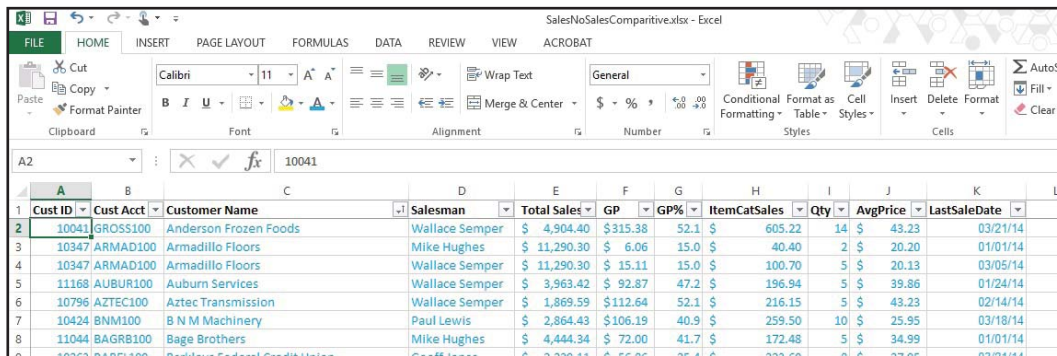 SalesNoSalesComparitive.xlsx - Excel
FILE HOME INSERT PAGE LAYOUT FORMULAS DATA REVIEW VIEW ACROBAT
Cut
Copy
Format Painter
Paste
Clipboard
Calibri 11 A A
B I U A
Font
Wrap Text
Merge & Center
Alignment
General
$ % , .0 .00 .00 .0
Number
Conditional Formatting Format as Table Cell Styles
Styles
Insert Delete Format
Cells
AutoS
Fill
Clear
A2 fx 10041
A B C D E F G H I J K L
1 Cust ID Cust Acct Customer Name Salesman Total Sales GP GP% ItemCatSales Qty AvgPrice LastSaleDate
2 10041 GROSS100 Anderson Frozen Foods Wallace Semper $ 4,904.40 $315.38 52.1 $ 605.22 14 $ 43.23 03/21/14
3 10347 ARMAD100 Armadillo Floors Mike Hughes $ 11,290.30 $ 6.06 15.0 $ 40.40 2 $ 20.20 01/01/14
4 10347 ARMAD100 Armadillo Floors Wallace Semper $ 11,290.30 $ 15.11 15.0 $ 100.70 5 $ 20.13 03/05/14
5 11168 AUBUR100 Auburn Services Wallace Semper $ 3,963.42 $ 92.87 47.2 $ 196.94 5 $ 39.86 01/24/14
6 10796 AZTEC100 Aztec Transmission Wallace Semper $ 1,869.59 $112.64 52.1 $ 216.15 5 $ 43.23 02/14/14
7 10424 BNM100 B N M Machinery Paul Lewis $ 2,864.43 $106.19 40.9 $ 259.50 10 $ 25.95 03/18/14
8 11044 BAGRB100 Bage Brothers Mike Hughes $ 4,444.34 $ 72.00 41.7 $ 172.48 5 $ 34.99 01/01/14